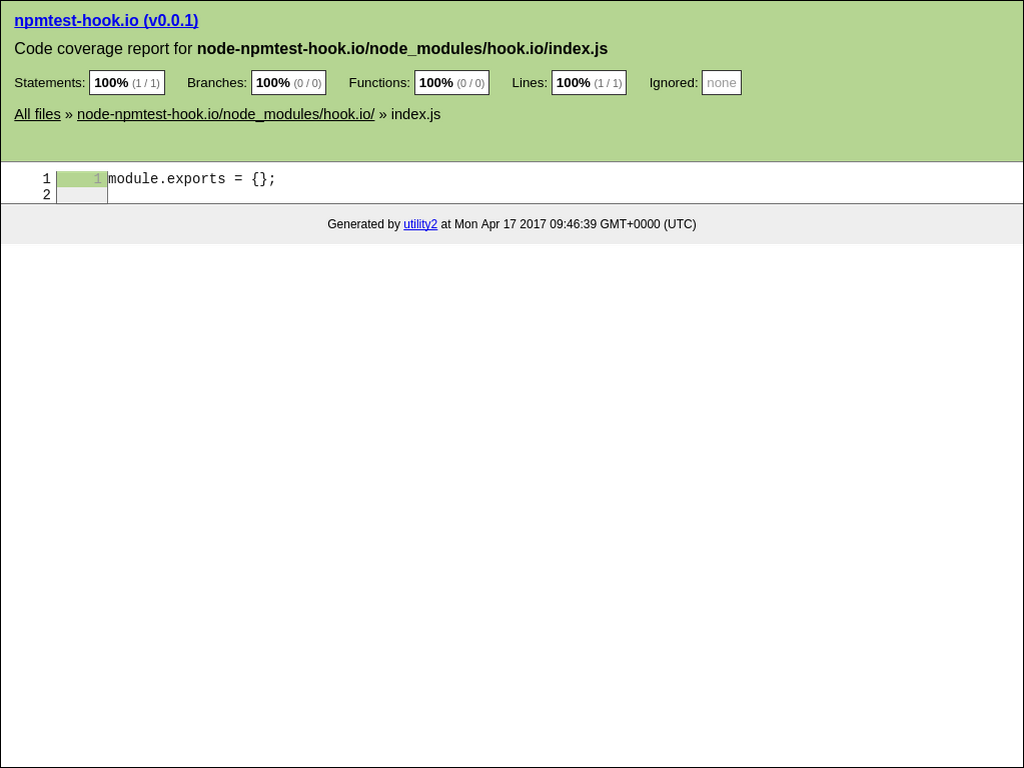 npmtest-hook.io (v0.0.1)
Code coverage report for node-npmtest-hook.io/node_modules/hook.io/index.js
Statements: 100% (1 / 1) Branches: 100% (0 / 0) Functions: 100% (0 / 0) Lines: 100% (1 / 1) Ignored: none
All files » node-npmtest-hook.io/node_modules/hook.io/ » index.js
1 1 module.exports = {};
2
Generated by utility2 at Mon Apr 17 2017 09:46:39 GMT+0000 (UTC)